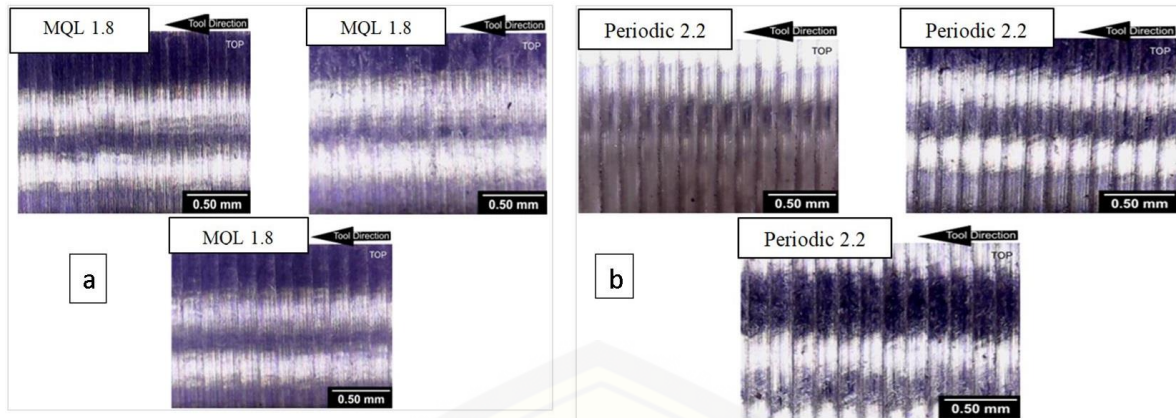 MQL 1.8
Tool Direction
TOP
0.50 mm
MQL 1.8
Tool Direction
TOP
0.50 mm
MQL 1.8
Tool Direction
TOP
0.50 mm
a
Periodic 2.2
Tool Direction
TOP
0.50 mm
Periodic 2.2
Tool Direction
TOP
0.50 mm
Periodic 2.2
Tool Direction
TOP
0.50 mm
b